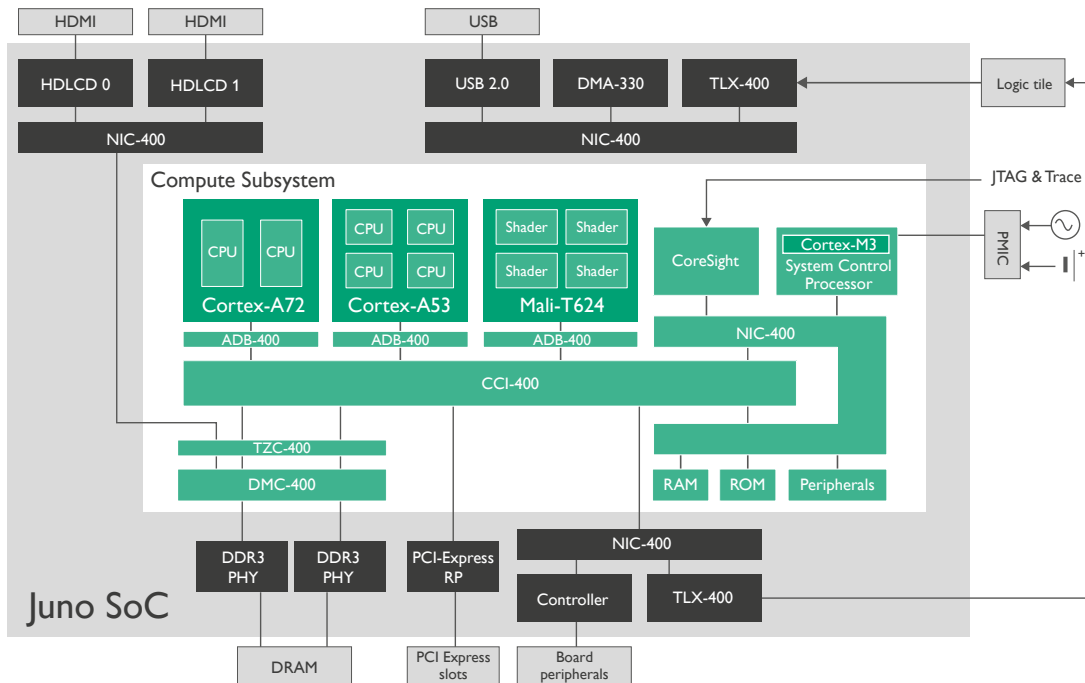 HDMI
HDMI
USB
HDLCD 0
HDLCD 1
USB 2.0
DMA-330
TLX-400
Logic tile
NIC-400
NIC-400
Compute Subsystem
JTAG & Trace
CPU
CPU
Cortex-A72
CPU
CPU
CPU
CPU
Cortex-A53
Shader
Shader
Shader
Shader
Mali-T624
CoreSight
Cortex-M3
System Control
Processor
PMIC
+
ADB-400
ADB-400
ADB-400
NIC-400
CCI-400
TZC-400
DMC-400
RAM
ROM
Peripherals
DDR3
PHY
DDR3
PHY
PCI-Express
RP
NIC-400
Controller
TLX-400
Juno SoC
DRAM
PCI Express
slots
Board
peripherals